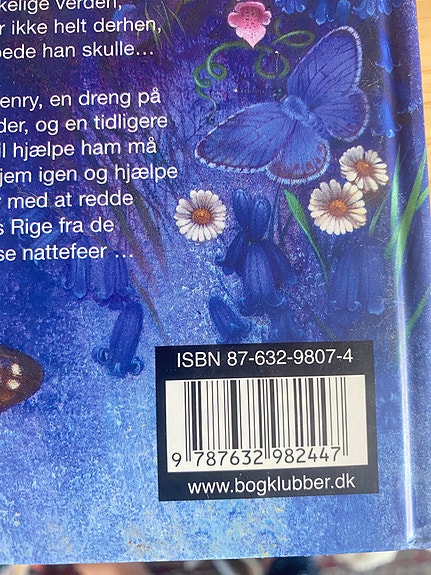 kelige verden,
r ikke helt derhen,
pede han skulle...
enry, en dreng på
der, og en tidligere
il hjælpe ham må
jem igen og hjælpe
r med at redde
s Rige fra de
se nattefeer ...
ISBN 87-632-9807-4
9 787632 982447
www.bogklubber.dk